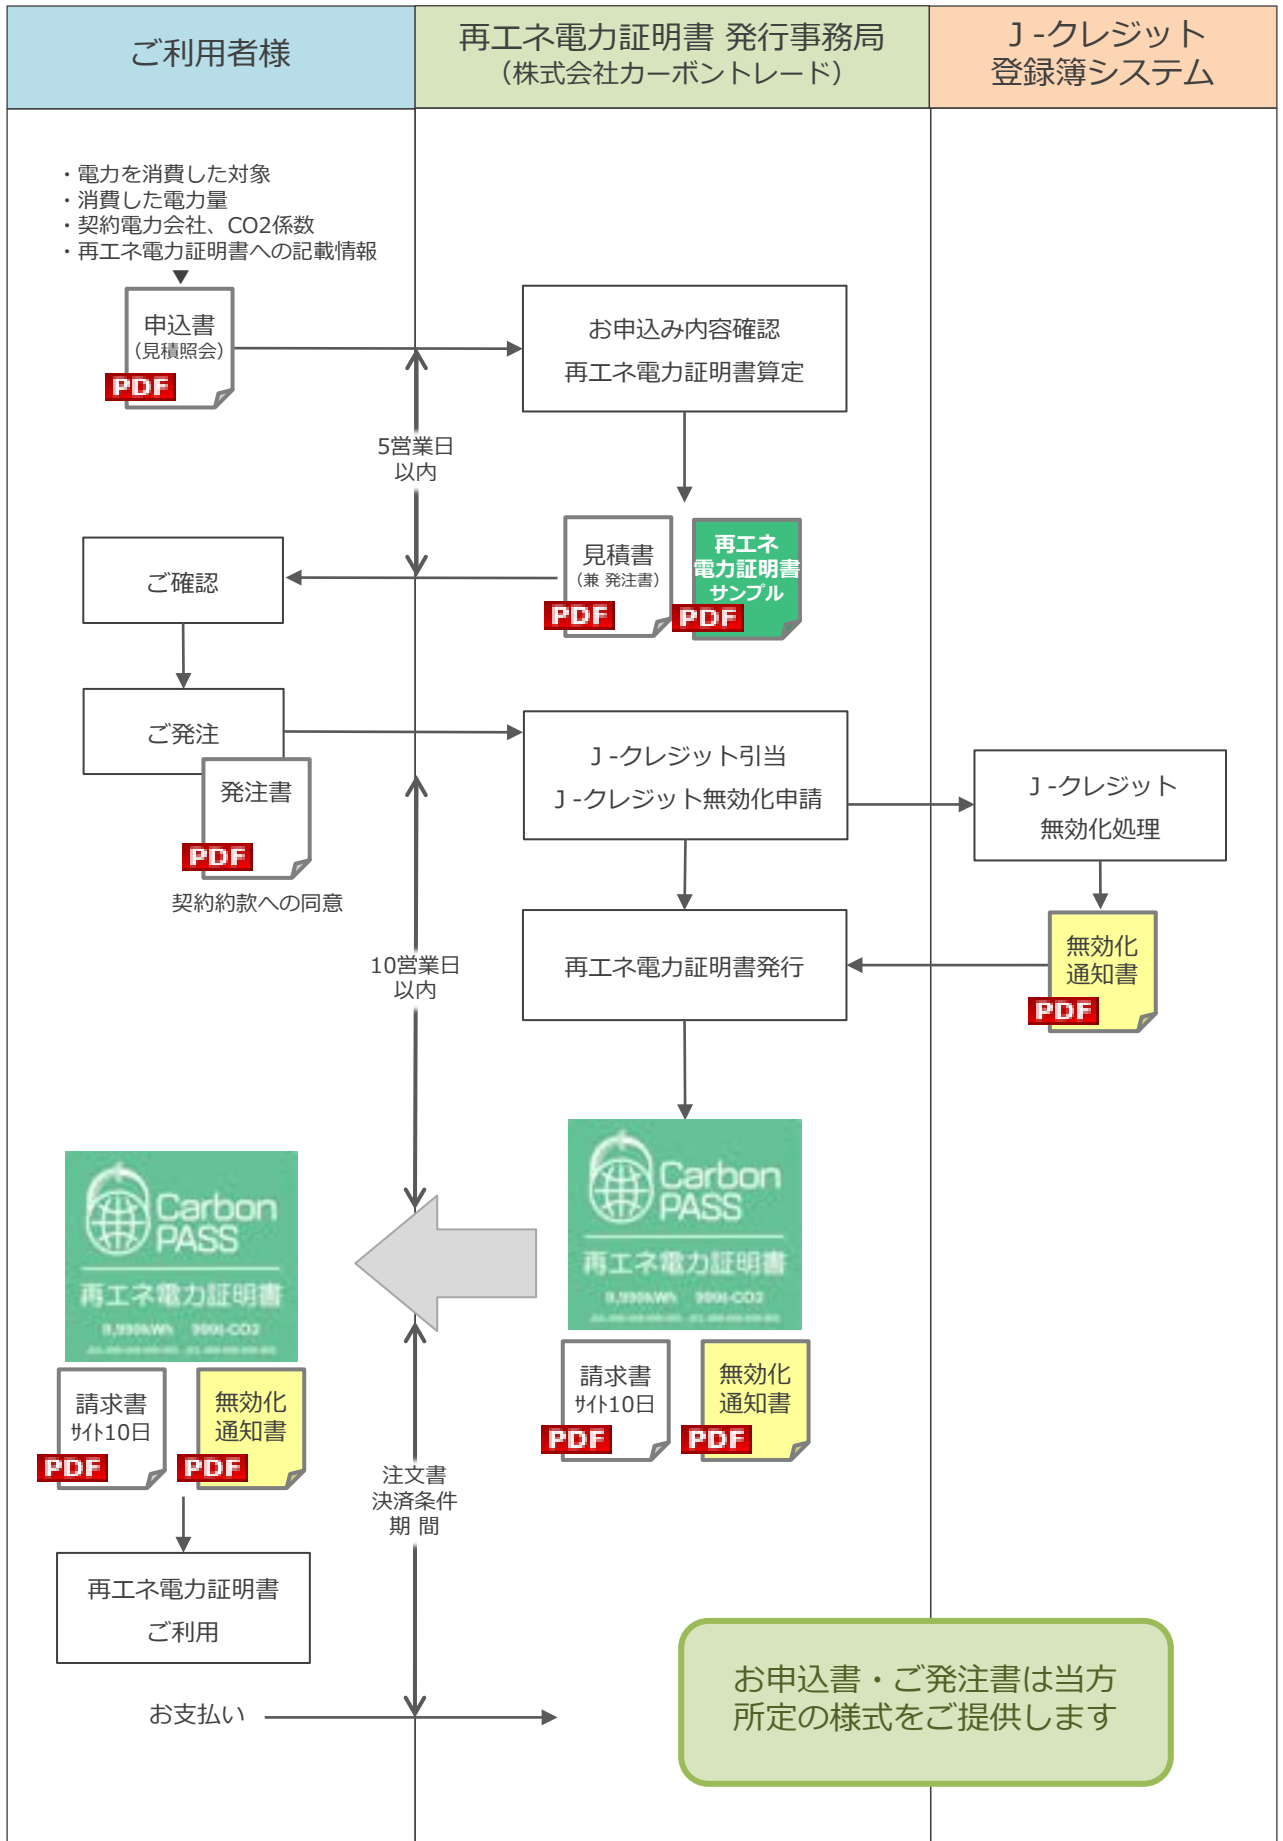 ご利用者様
再エネ電力証明書 発行事務局
（株式会社カーボントレード）
J-クレジット
登録簿システム
・電力を消費した対象
・消費した電力量
・契約電力会社、CO2係数
・再エネ電力証明書への記載情報
申込書
（見積照会）
PDF
お申込み内容確認
再エネ電力証明書算定
5営業日
以内
見積書
（兼 発注書）
PDF
再エネ
電力証明書
サンプル
PDF
ご確認
ご発注
発注書
PDF
契約約款への同意
J-クレジット引当
J-クレジット無効化申請
J-クレジット
無効化処理
無効化
通知書
PDF
再エネ電力証明書発行
10営業日
以内
Carbon
PASS
再エネ電力証明書
9,999kWh 999t-CO2
請求書
ｻｲﾄ10日
PDF
無効化
通知書
PDF
Carbon
PASS
再エネ電力証明書
9,999kWh 999t-CO2
請求書
ｻｲﾄ10日
PDF
無効化
通知書
PDF
注文書
決済条件
期 間
再エネ電力証明書
ご利用
お支払い
お申込書・ご発注書は当方
所定の様式をご提供します